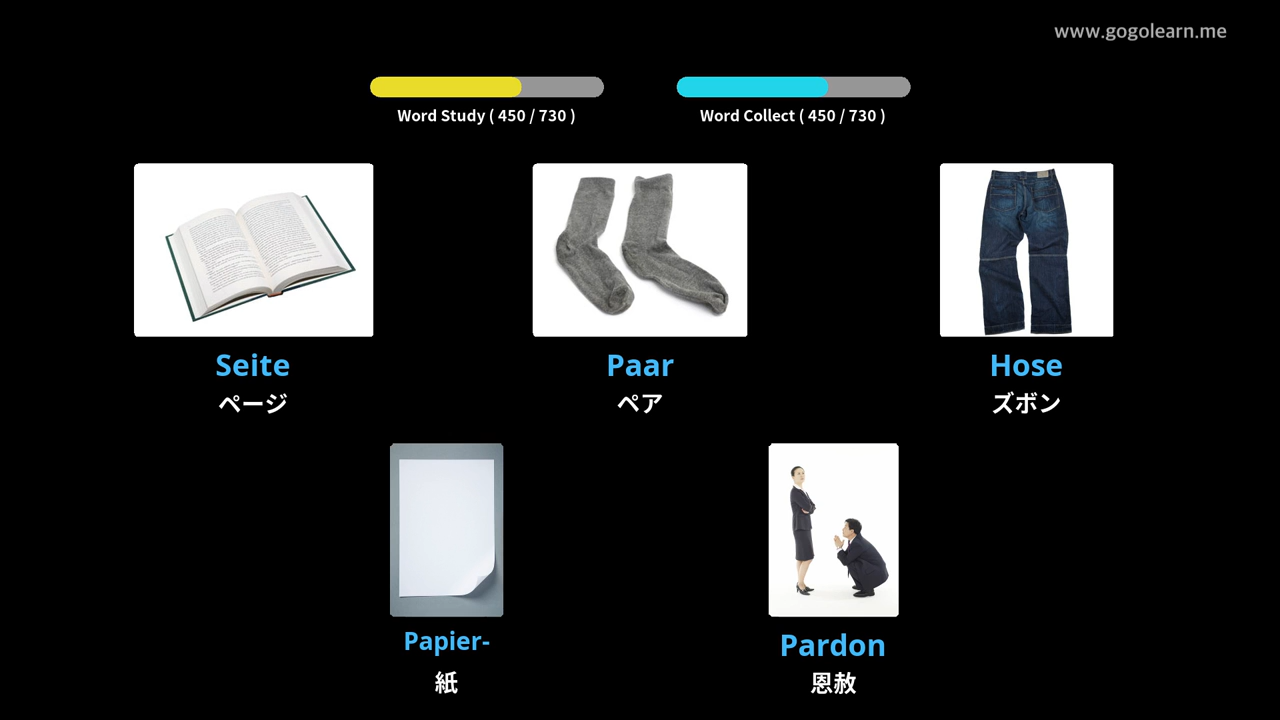 www.gogolearn.me
Word Study ( 450 / 730 )
Word Collect ( 450 / 730 )
Seite
ページ
Paar
ペア
Hose
ズボン
Papier-
紙
Pardon
恩赦